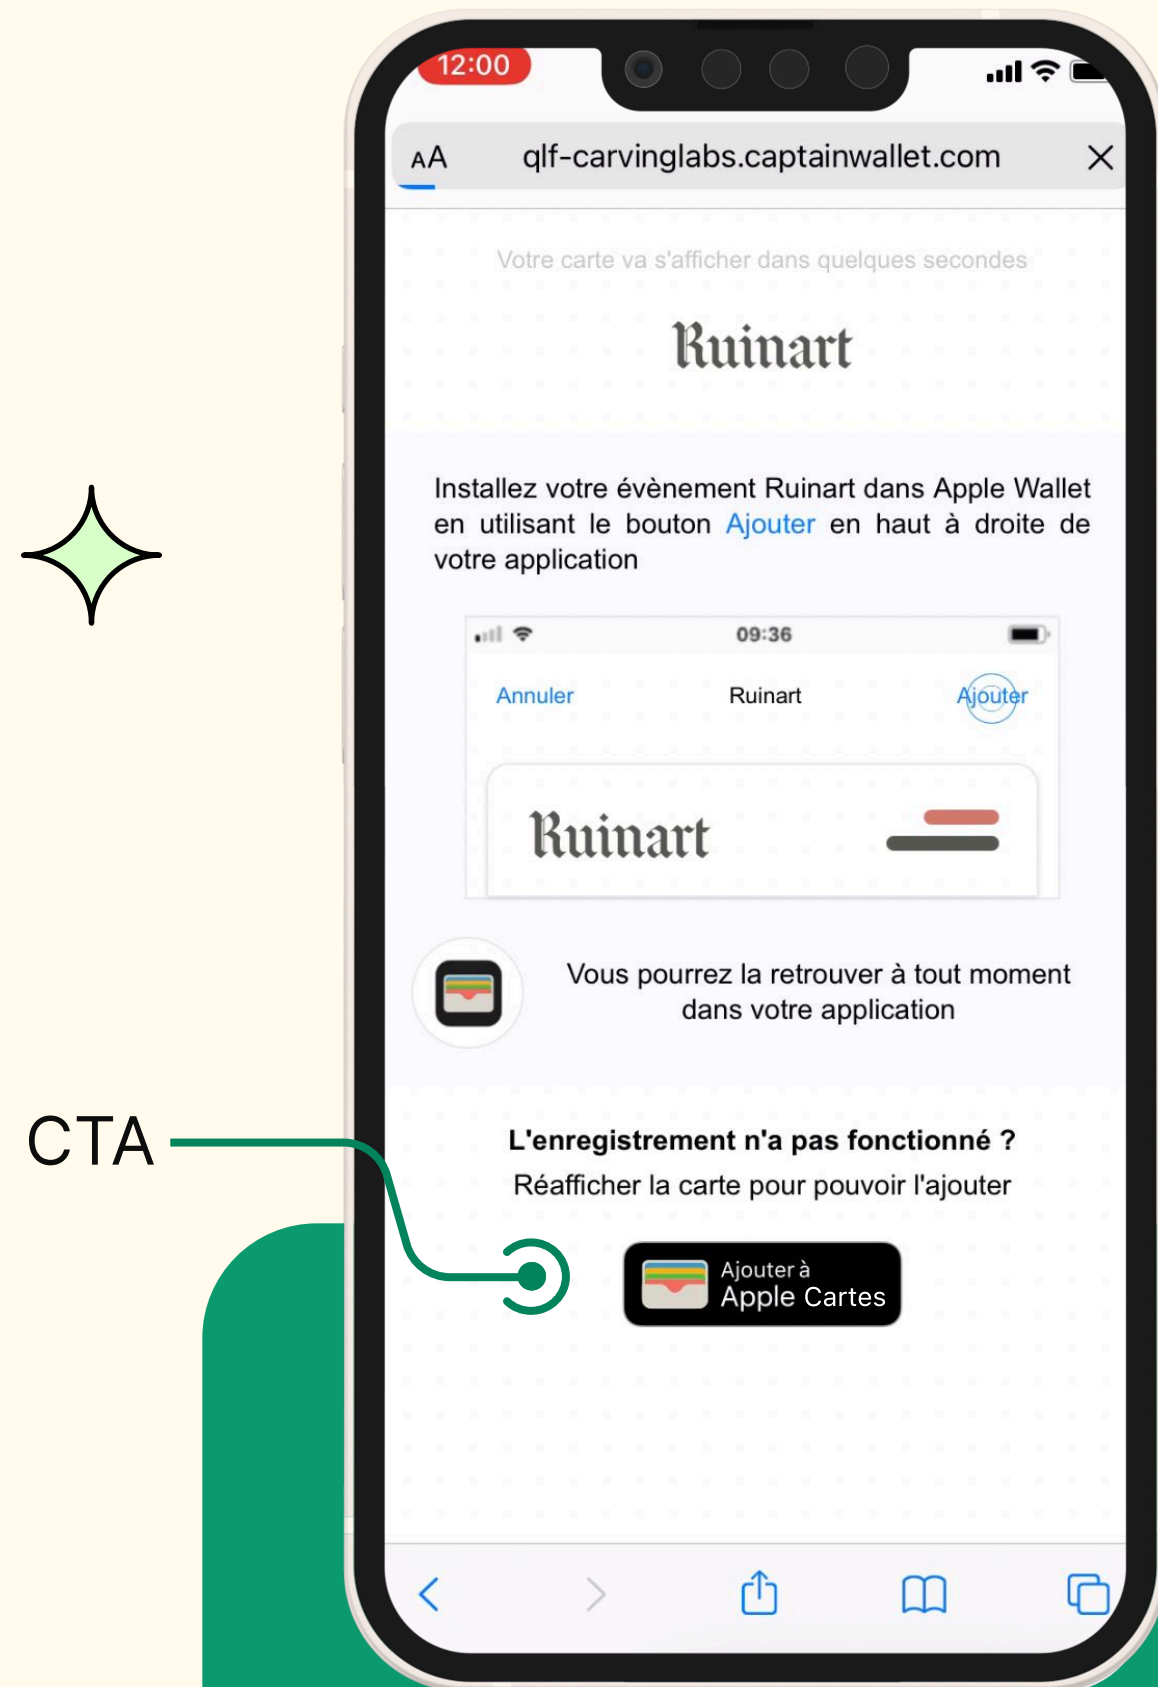 12:00
AA qlf-carvinglabs.captainwallet.com
Votre carte va s'afficher dans quelques secondes
Ruinart
Installez votre évènement Ruinart dans Apple Wallet
en utilisant le bouton Ajouter en haut à droite de
votre application
09:36
Annuler Ruinart Ajouter
Ruinart
Vous pourrez la retrouver à tout moment
dans votre application
CTA
L'enregistrement n'a pas fonctionné ?
Réafficher la carte pour pouvoir l'ajouter
Ajouter à
Apple Cartes